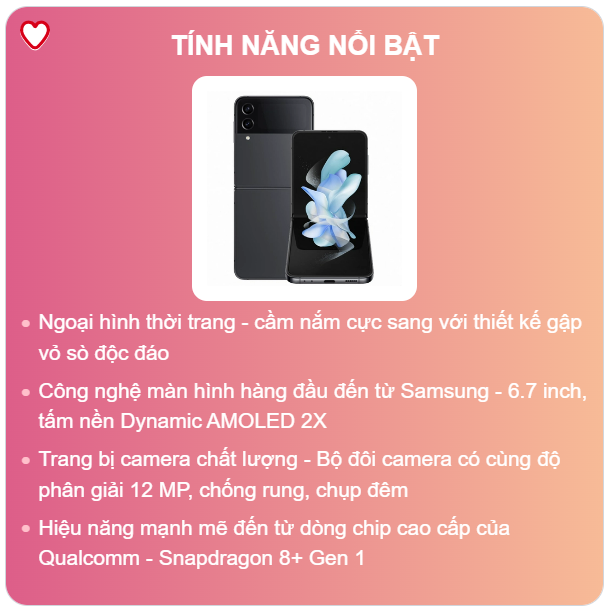 TÍNH NĂNG NỔI BẬT
Ngoại hình thời trang - cầm nắm cực sang với thiết kế gập
vỏ sò độc đáo
Công nghệ màn hình hàng đầu đến từ Samsung - 6.7 inch,
tấm nền Dynamic AMOLED 2X
Trang bị camera chất lượng - Bộ đôi camera có cùng độ
phân giải 12 MP, chống rung, chụp đêm
Hiệu năng mạnh mẽ đến từ dòng chip cao cấp của
Qualcomm - Snapdragon 8+ Gen 1